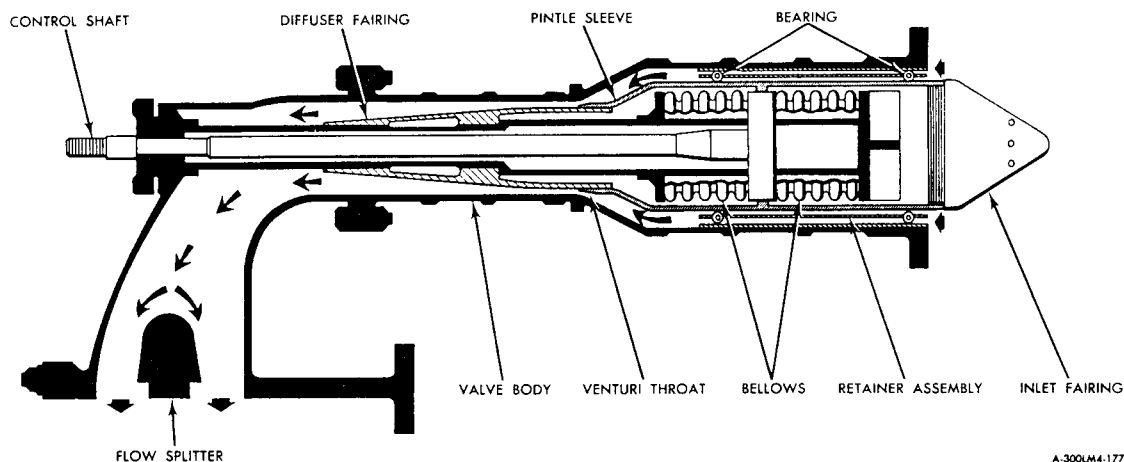 CONTROL SHAFT
DIFFUSER FAIRING
PINTLE SLEEVE
BEARING
VALVE BODY
VENTURI THROAT
BELLOWS
RETAINER ASSEMBLY
INLET FAIRING
FLOW SPLITTER
A-300LM4-177